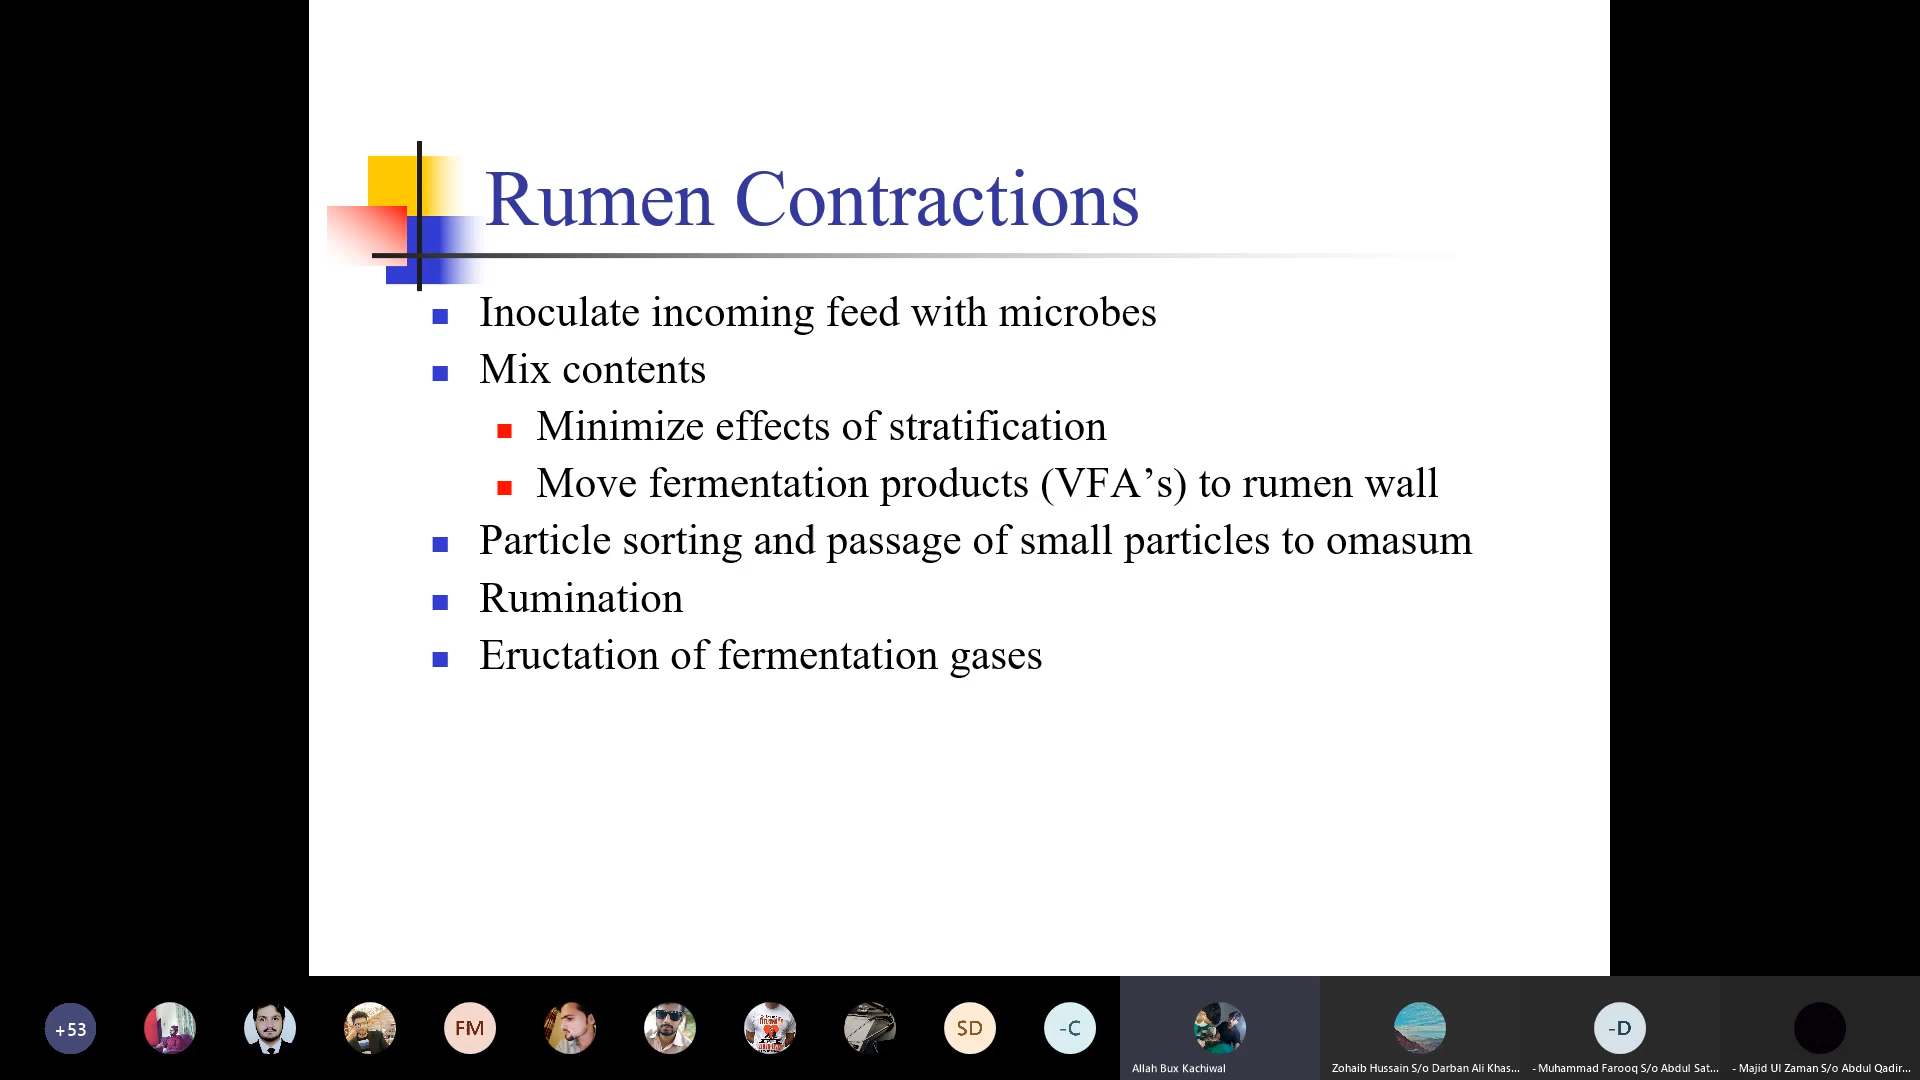 Rumen Contractions
Inoculate incoming feed with microbes
Mix contents
Minimize effects of stratification
Move fermentation products (VFA’s) to rumen wall
Particle sorting and passage of small particles to omasum
Rumination
Eructation of fermentation gases
+53
FM
SD
-C
-D
Allah Bux Kachiwal
Zohaib Hussain S/o Darban Ali Khas...
- Muhammad Farooq S/o Abdul Sat...
- Majid Ul Zaman S/o Abdul Qadir...